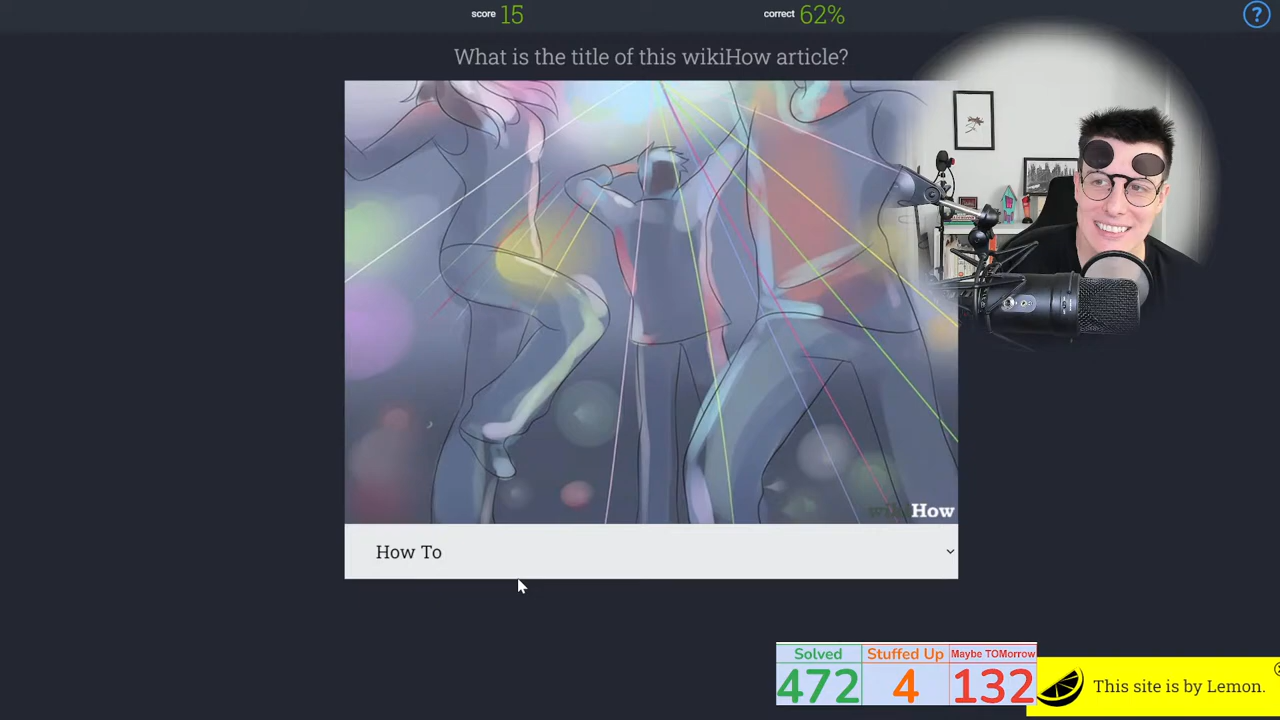 score 15
correct 62%
?
What is the title of this wikiHow article?
wikiHow
How To
Solved
Stuffed Up
Maybe TOMorrow
472
4
132
This site is by Lemon.